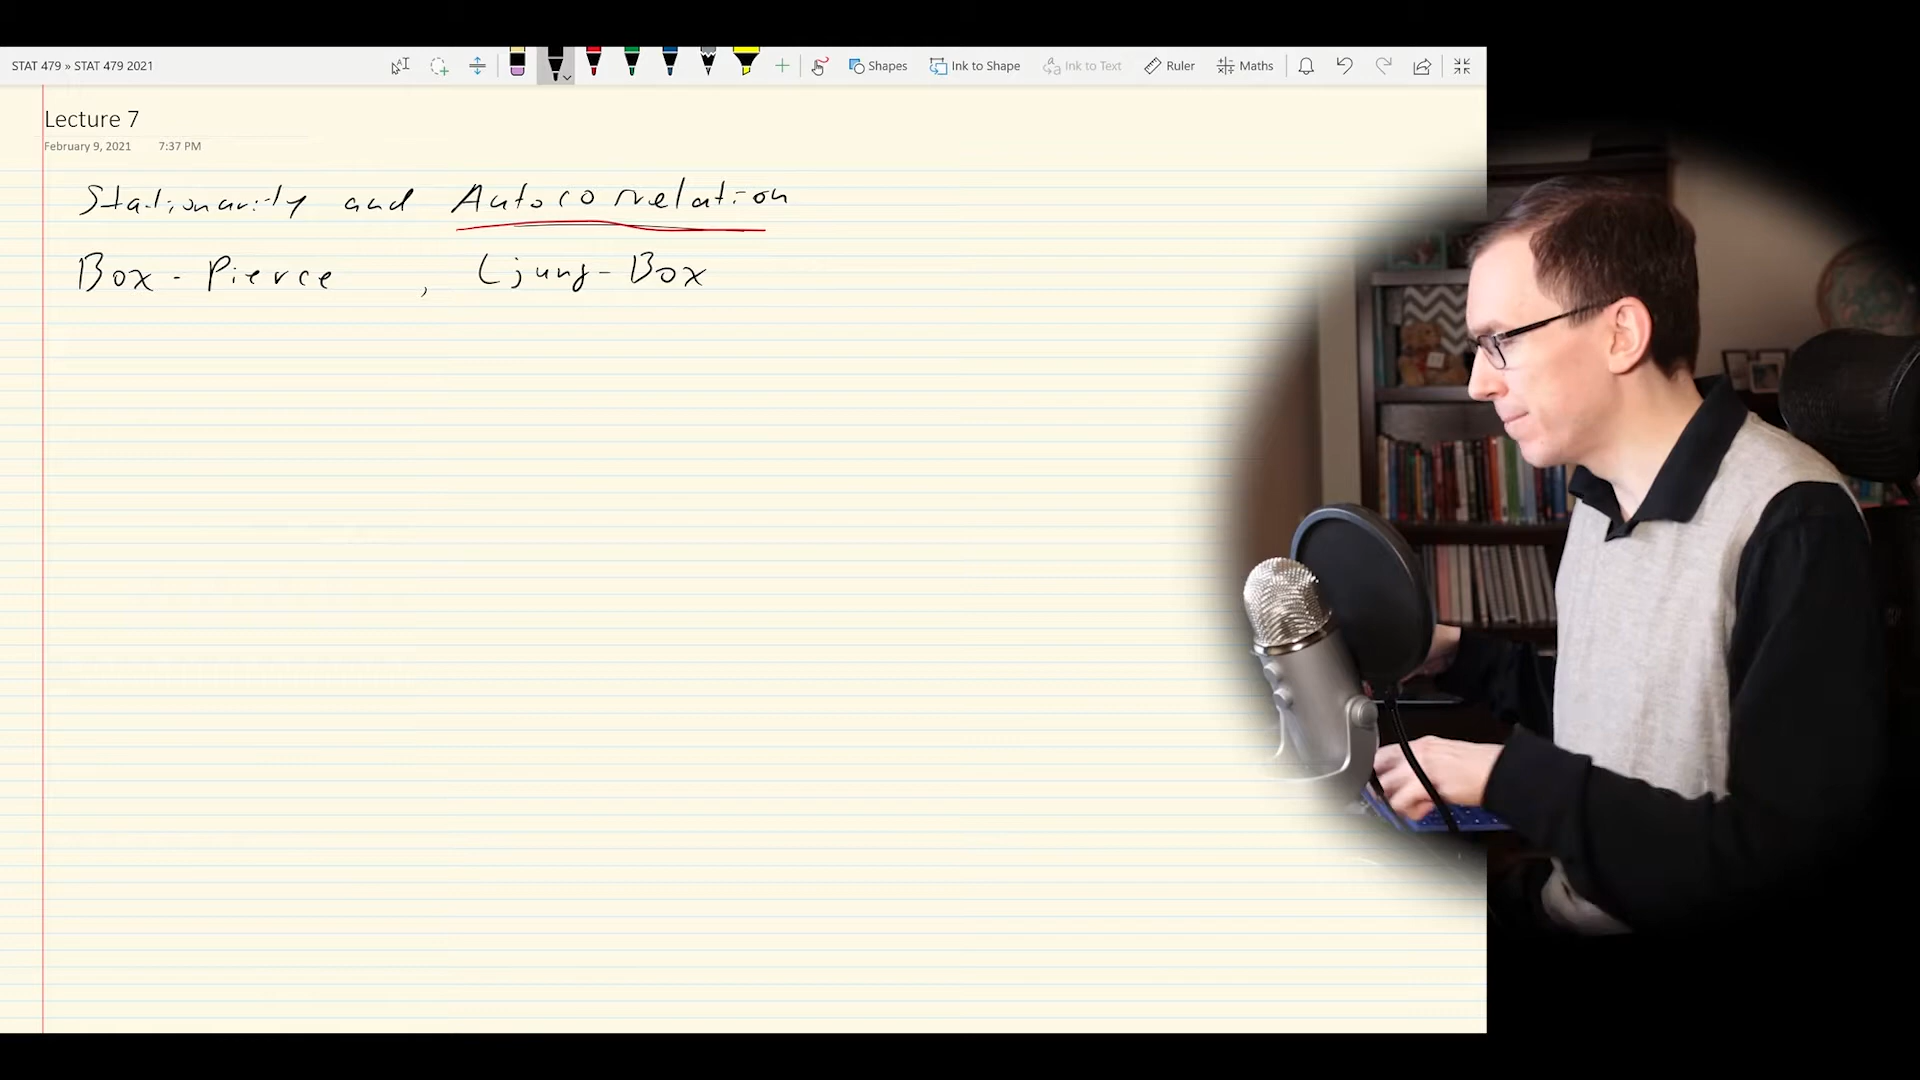 STAT 479 » STAT 479 2021 Shapes Ink to Shape Ink to Text Ruler Maths
Lecture 7
February 9, 2021 7:37 PM
Stationarity and Autocorrelation
Box - Pierce , Ljung - Box